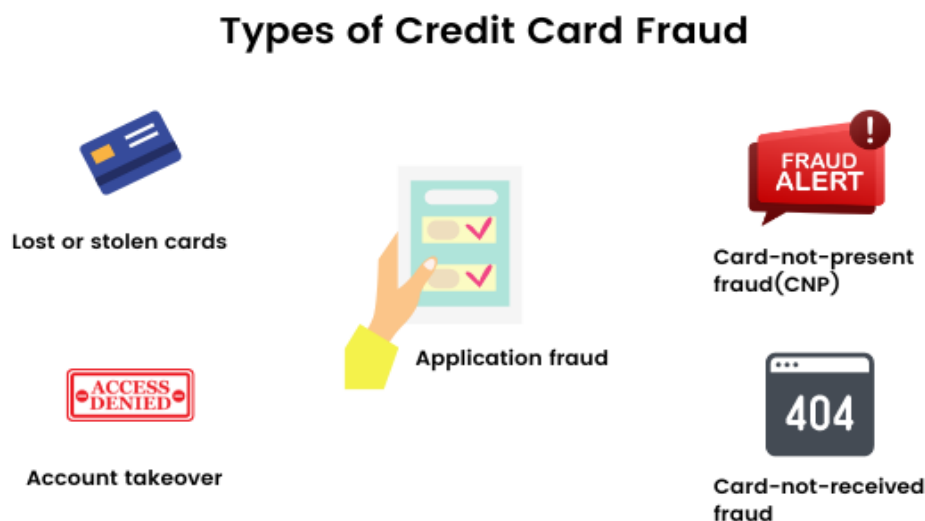 Types of Credit Card Fraud
Lost or stolen cards
FRAUD
ALERT
!
Card-not-present
fraud(CNP)
Application fraud
ACCESS
DENIED
Account takeover
404
Card-not-received
fraud